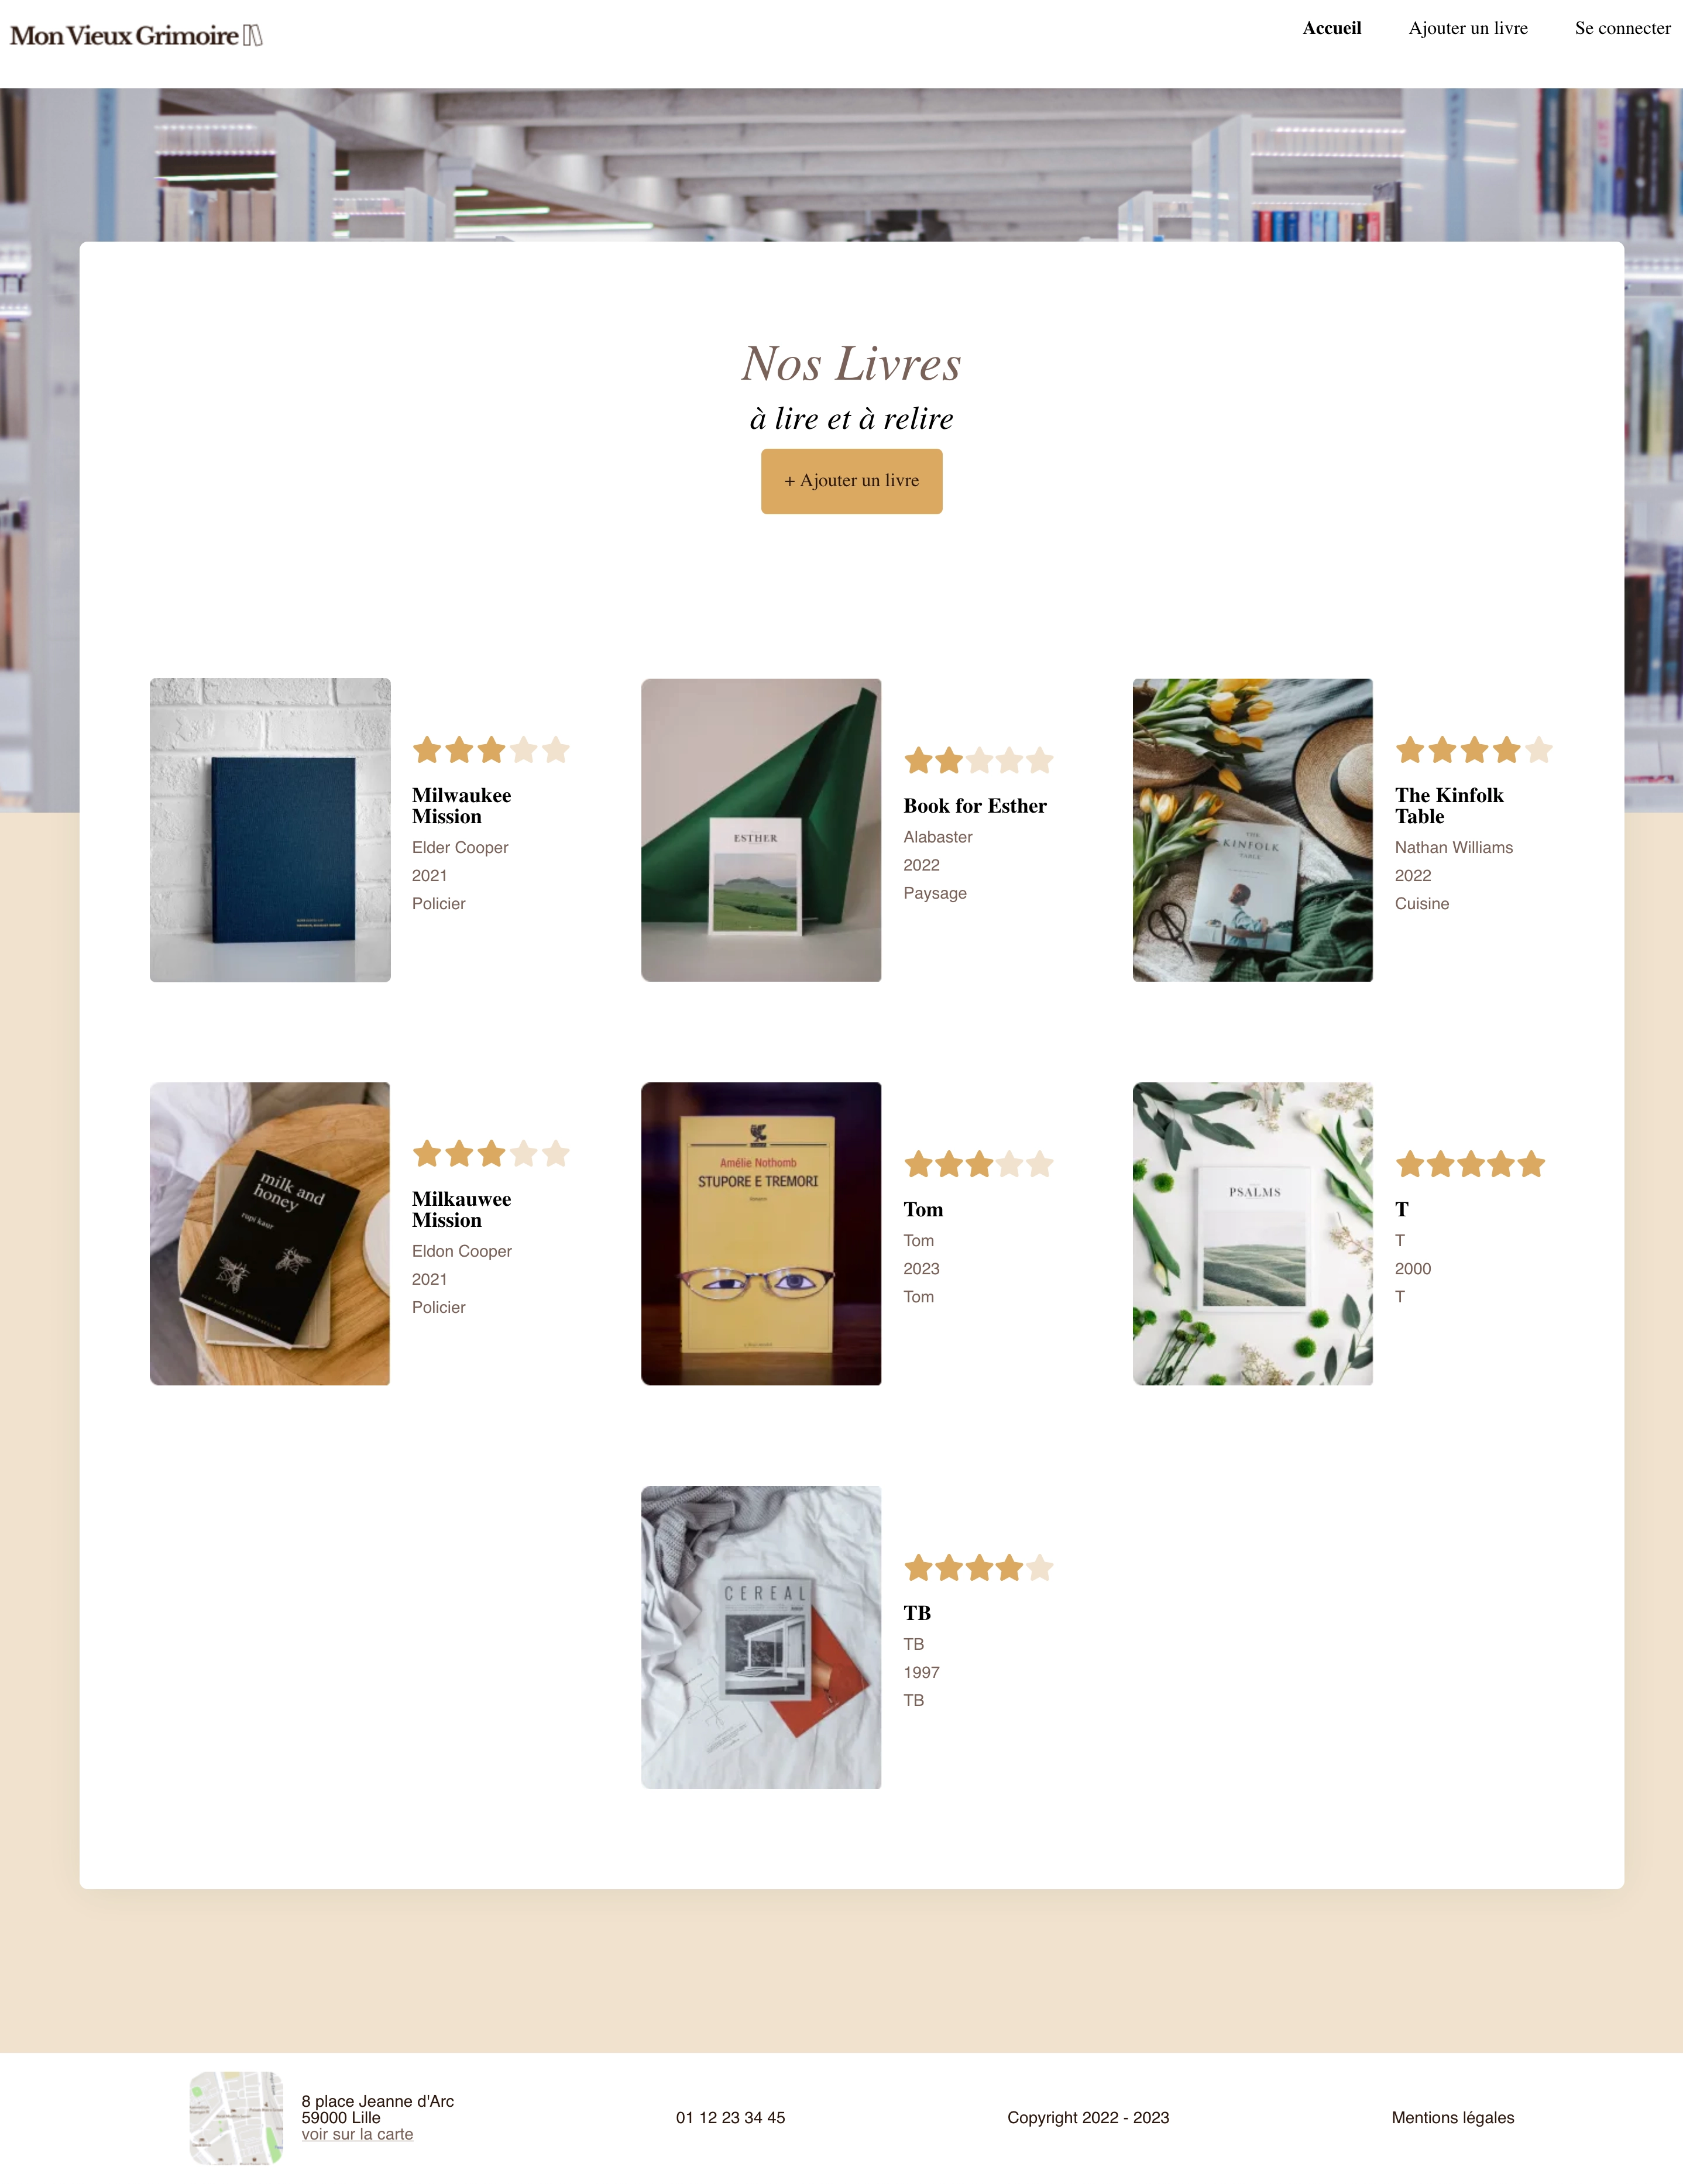 Mon Vieux Grimoire
Accueil
Ajouter un livre
Se connecter
Nos Livres
à lire et à relire
+ Ajouter un livre
Milwaukee
Mission
Elder Cooper
2021
Policier
ESTHER
Book for Esther
Alabaster
2022
Paysage
THE
KINFOLK
TABLE
The Kinfolk
Table
Nathan Williams
2022
Cuisine
milk and
honey
rupi kaur
Milkauwee
Mission
Eldon Cooper
2021
Policier
Amélie Nothomb
STUPORE E TREMORI
Tom
Tom
2023
Tom
PSALMS
T
T
2000
T
CEREAL
TB
TB
1997
TB
8 place Jeanne d'Arc
59000 Lille
voir sur la carte
01 12 23 34 45
Copyright 2022 - 2023
Mentions légales